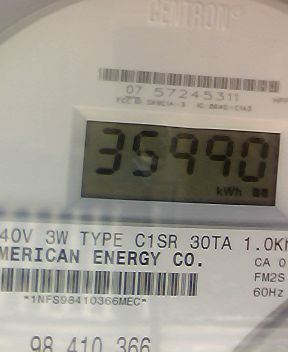 CENTRON®
07 57245311
35990
kWh
40V 3W TYPE C1SR 30TA 1.0Kh
MERICAN ENERGY CO.
CA 0
FM2S
60Hz
*1NFS98410366MEC*
98 410 366